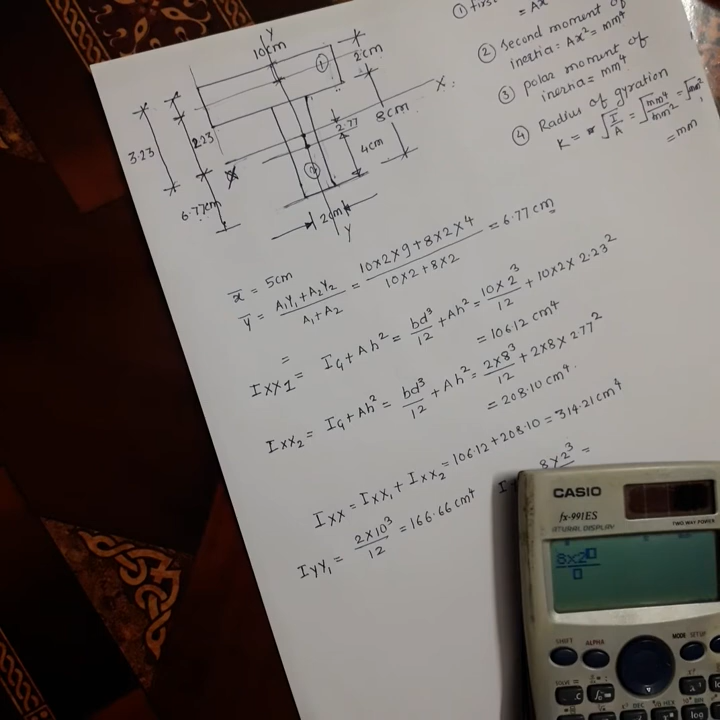 ① first
= Ax
② Second moment of
inertia = Ax² = mm⁴
③ polar moment of
inertia = mm⁴
④ Radius of gyration
K = √I/A = √mm⁴/mm² = √mm²
= mm
Y
10cm
①
2cm
X
8cm
2.77
4cm
②
2cm
Y
3.23
2.23
6.77cm
x̅ = 5cm
y̅ = A₁Y₁+A₂Y₂/A₁+A₂ = 10×2×9+8×2×4/10×2+8×2 = 6.77 cm
=
Ixx1 = IG+Ah² = bd³/12 + Ah² = 10×2³/12 + 10×2×2.23²
= 106.12 cm⁴
Ixx₂ = IG+Ah² = bd³/12 + Ah² = 2×8³/12 + 2×8×2.77²
= 208.10 cm⁴.
Ixx = Ixx₁ + Ixx₂ = 106.12+208.10 = 314.21 cm⁴
IYY₁ = 2×10³/12 = 166.66 cm⁴
8×2³ =
CASIO
fx-991ES
NATURAL DISPLAY
TWO WAY POWER
8×2
SHIFT
ALPHA
MODE
SETUP
SOLVE